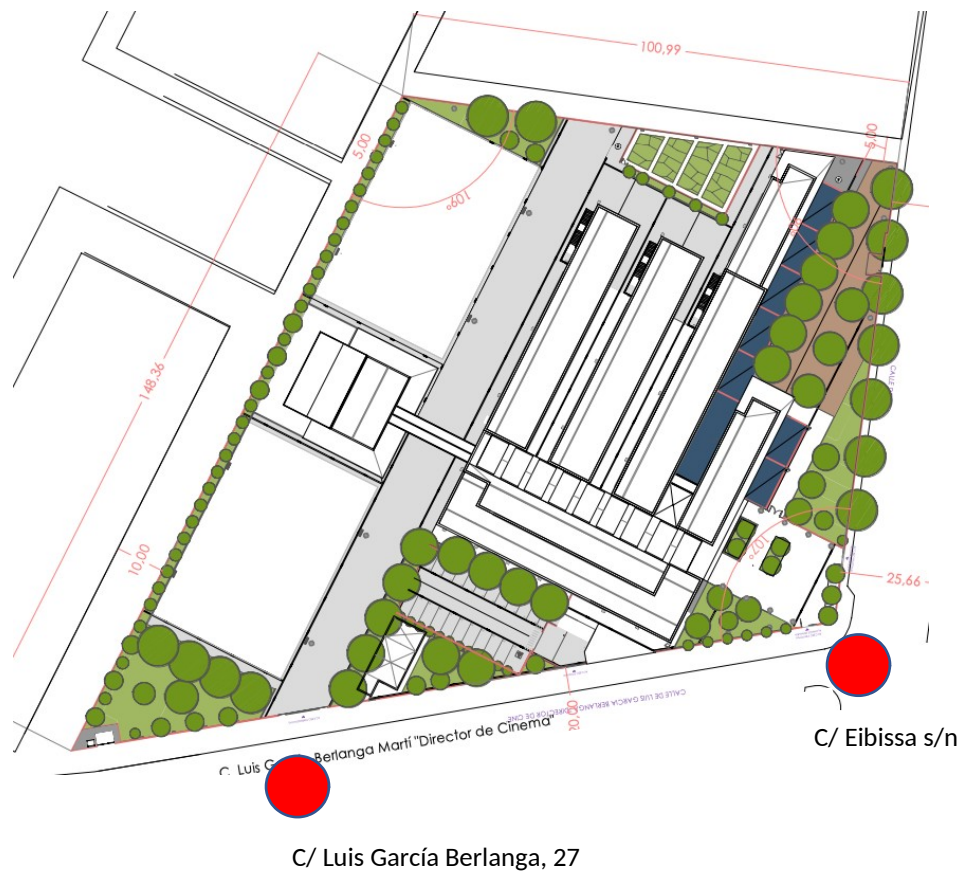 100,99
5,00
5,00
109°
148,36
CALLE D
10,00
107°
25,66
CALLE DE LUIS GARCÍA BERLANGA DIRECTOR DE CINE
C. Luis G Berlanga Martí "Director de Cinema"
C/ Eibissa s/n
C/ Luis García Berlanga, 27